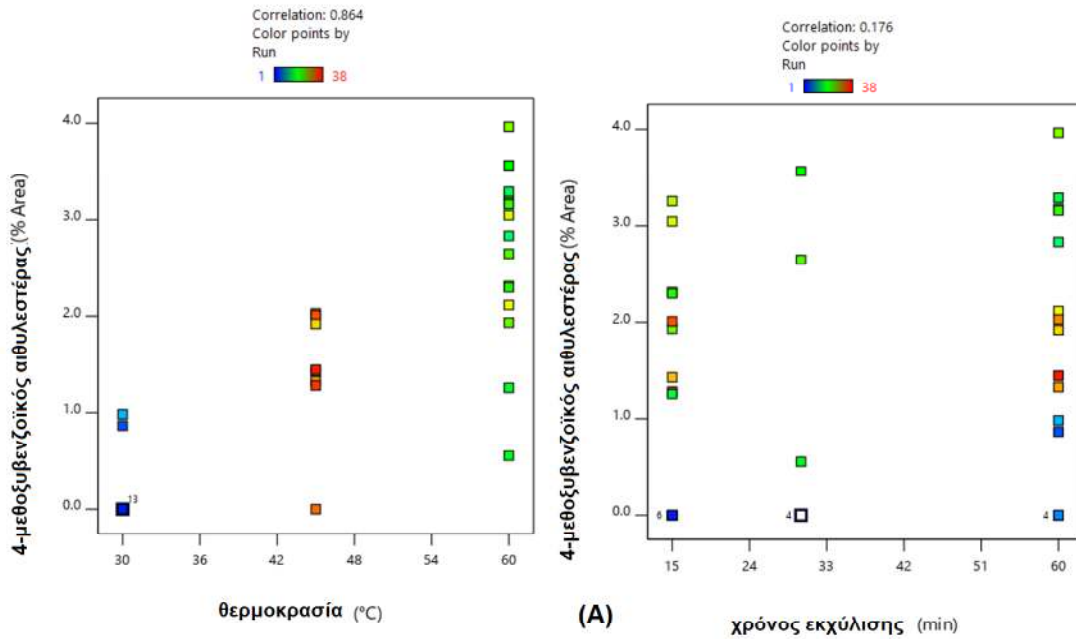 Correlation: 0.864
Color points by
Run
1 38
4.0
3.0
2.0
1.0
0.0
13
30 36 42 48 54 60
4-μεθοξυβενζοϊκός αιθυλεστέρας (% Area)
θερμοκρασία (°C)
Correlation: 0.176
Color points by
Run
1 38
4.0
3.0
2.0
1.0
0.0
6 4 4
15 24 33 42 51 60
4-μεθοξυβενζοϊκός αιθυλεστέρας (% Area)
χρόνος εκχύλισης (min)
(A)